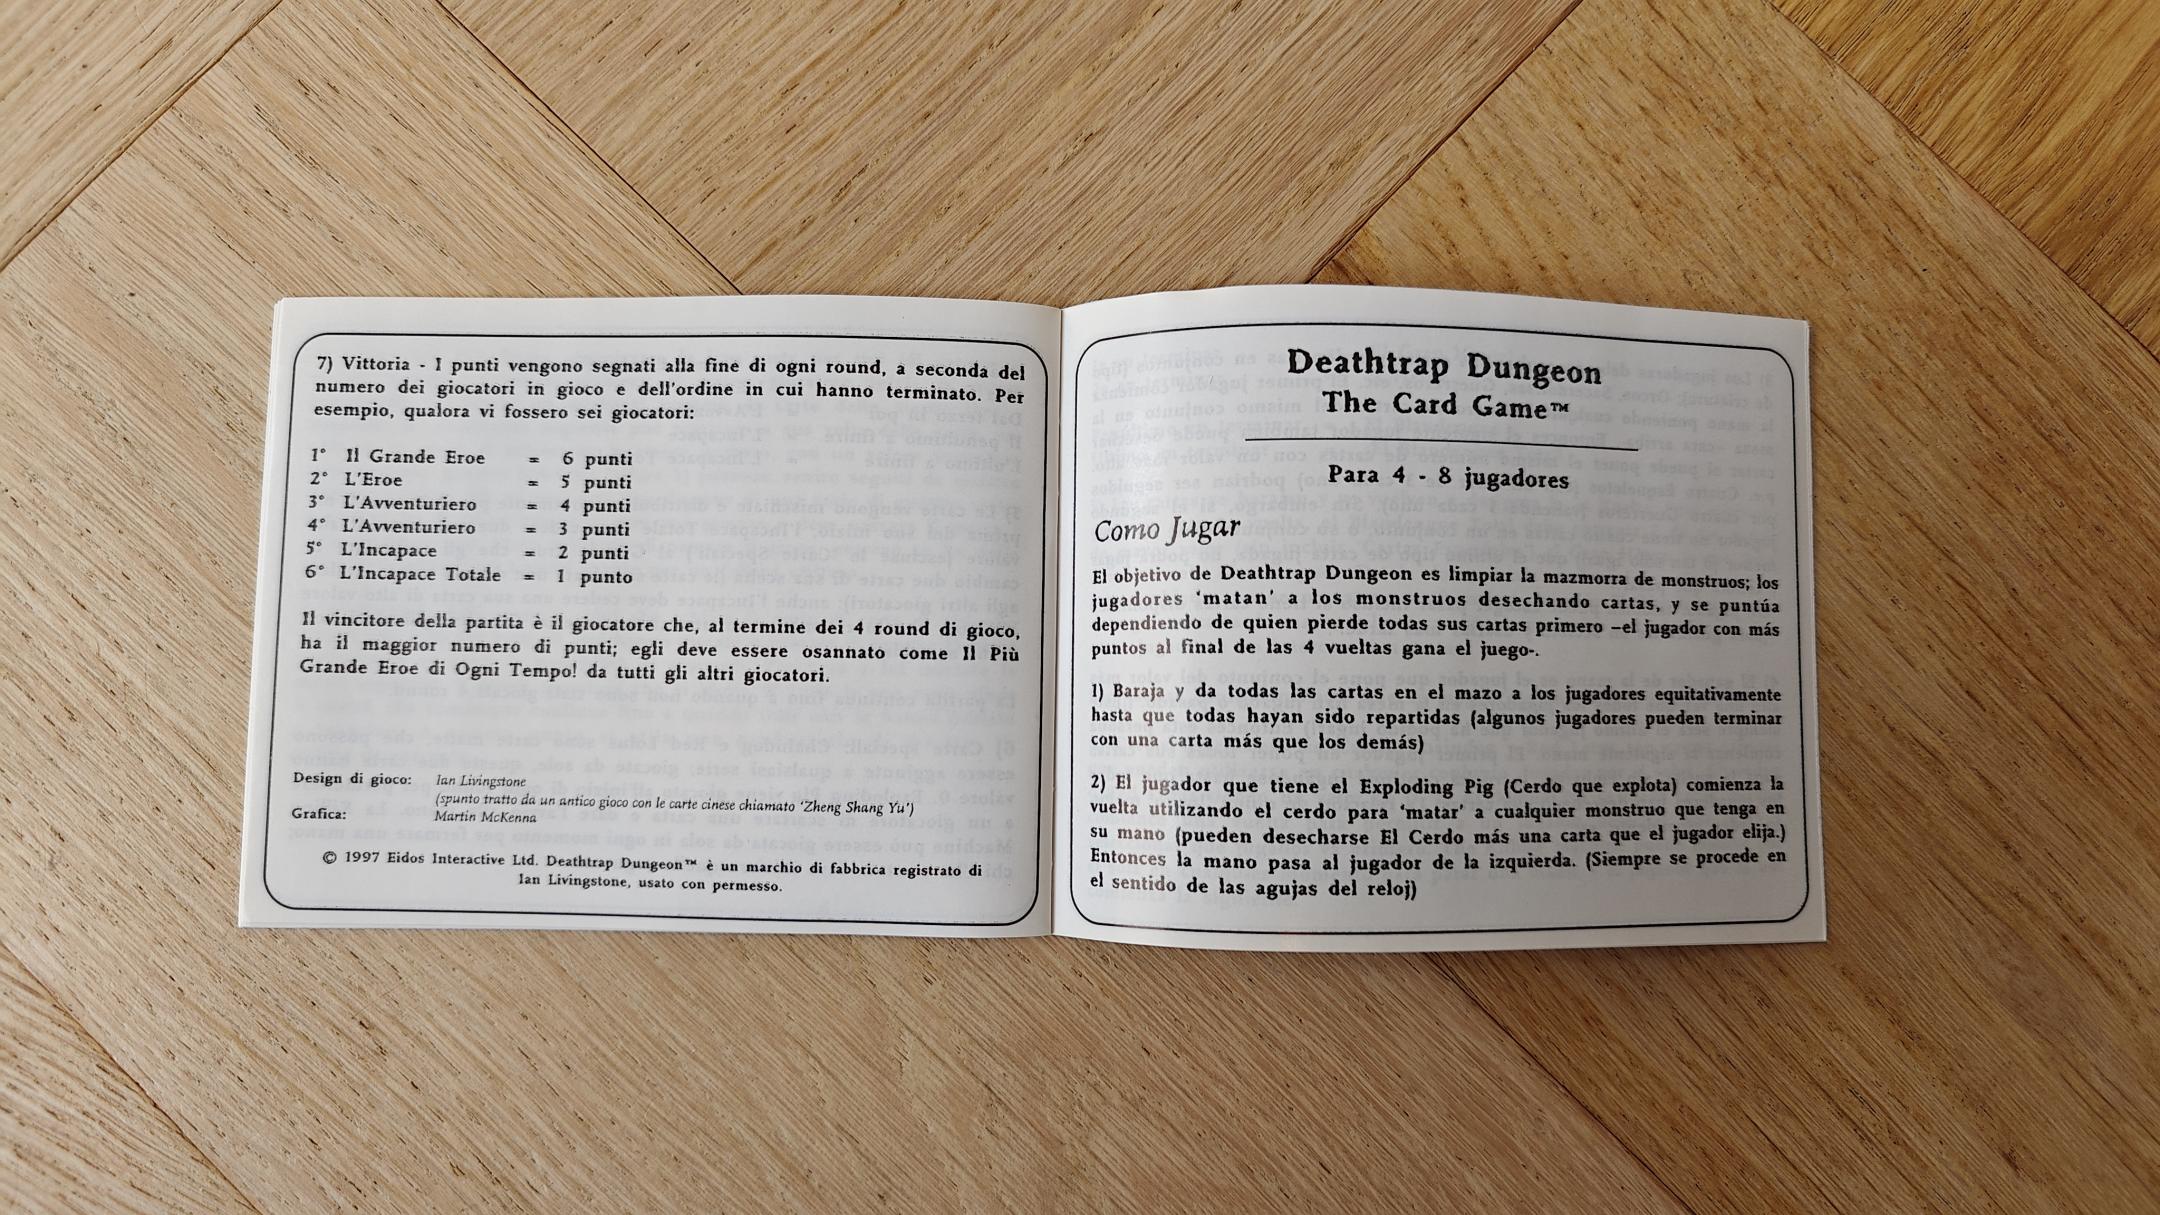 7) Vittoria - I punti vengono segnati alla fine di ogni round, a seconda del
numero dei giocatori in gioco e dell'ordine in cui hanno terminato. Per
esempio, qualora vi fossero sei giocatori:
1° Il Grande Eroe = 6 punti
2° L'Eroe = 5 punti
3° L'Avventuriero = 4 punti
4° L'Avventuriero = 3 punti
5° L'Incapace = 2 punti
6° L'Incapace Totale = 1 punto
Il vincitore della partita è il giocatore che, al termine dei 4 round di gioco,
ha il maggior numero di punti; egli deve essere osannato come Il Più
Grande Eroe di Ogni Tempo! da tutti gli altri giocatori.
Design di gioco: Ian Livingstone
(spunto tratto da un antico gioco con le carte cinese chiamato 'Zheng Shang Yu')
Grafica: Martin McKenna
© 1997 Eidos Interactive Ltd. Deathtrap Dungeon™ è un marchio di fabbrica registrato di
Ian Livingstone, usato con permesso.
Deathtrap Dungeon
The Card Game™
Para 4 - 8 jugadores
Como Jugar
El objetivo de Deathtrap Dungeon es limpiar la mazmorra de monstruos; los
jugadores 'matan' a los monstruos desechando cartas, y se puntúa
dependiendo de quien pierde todas sus cartas primero –el jugador con más
puntos al final de las 4 vueltas gana el juego-.
1) Baraja y da todas las cartas en el mazo a los jugadores equitativamente
hasta que todas hayan sido repartidas (algunos jugadores pueden terminar
con una carta más que los demás)
2) El jugador que tiene el Exploding Pig (Cerdo que explota) comienza la
vuelta utilizando el cerdo para 'matar' a cualquier monstruo que tenga en
su mano (pueden desecharse El Cerdo más una carta que el jugador elija.)
Entonces la mano pasa al jugador de la izquierda. (Siempre se procede en
el sentido de las agujas del reloj)